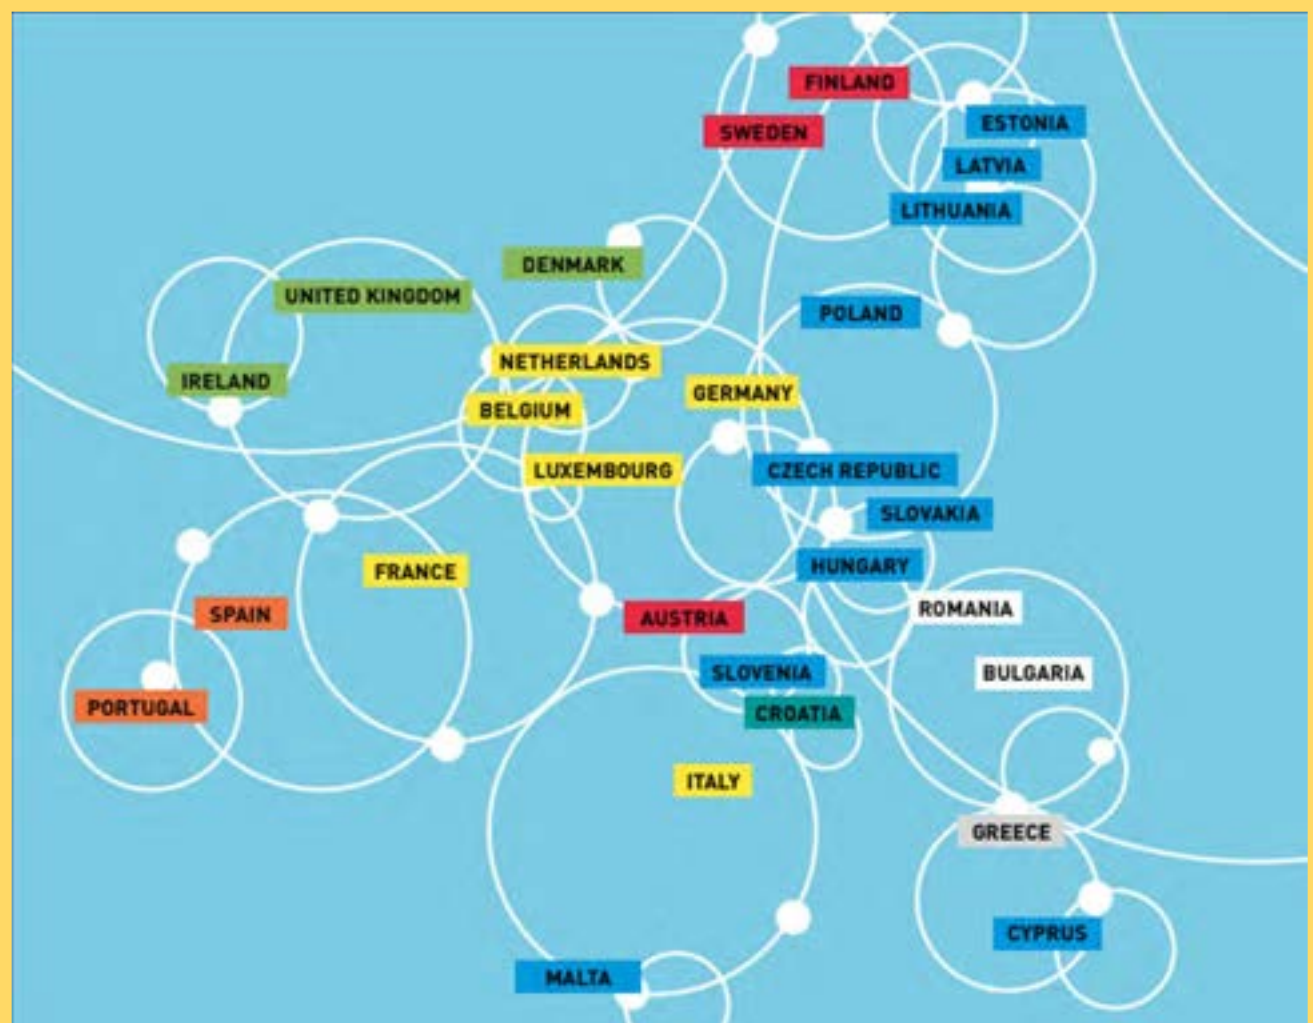 FINLAND
SWEDEN
ESTONIA
LATVIA
LITHUANIA
DENMARK
UNITED KINGDOM
POLAND
NETHERLANDS
IRELAND
GERMANY
BELGIUM
LUXEMBOURG
CZECH REPUBLIC
SLOVAKIA
HUNGARY
FRANCE
ROMANIA
SPAIN
AUSTRIA
SLOVENIA
BULGARIA
PORTUGAL
CROATIA
ITALY
GREECE
CYPRUS
MALTA